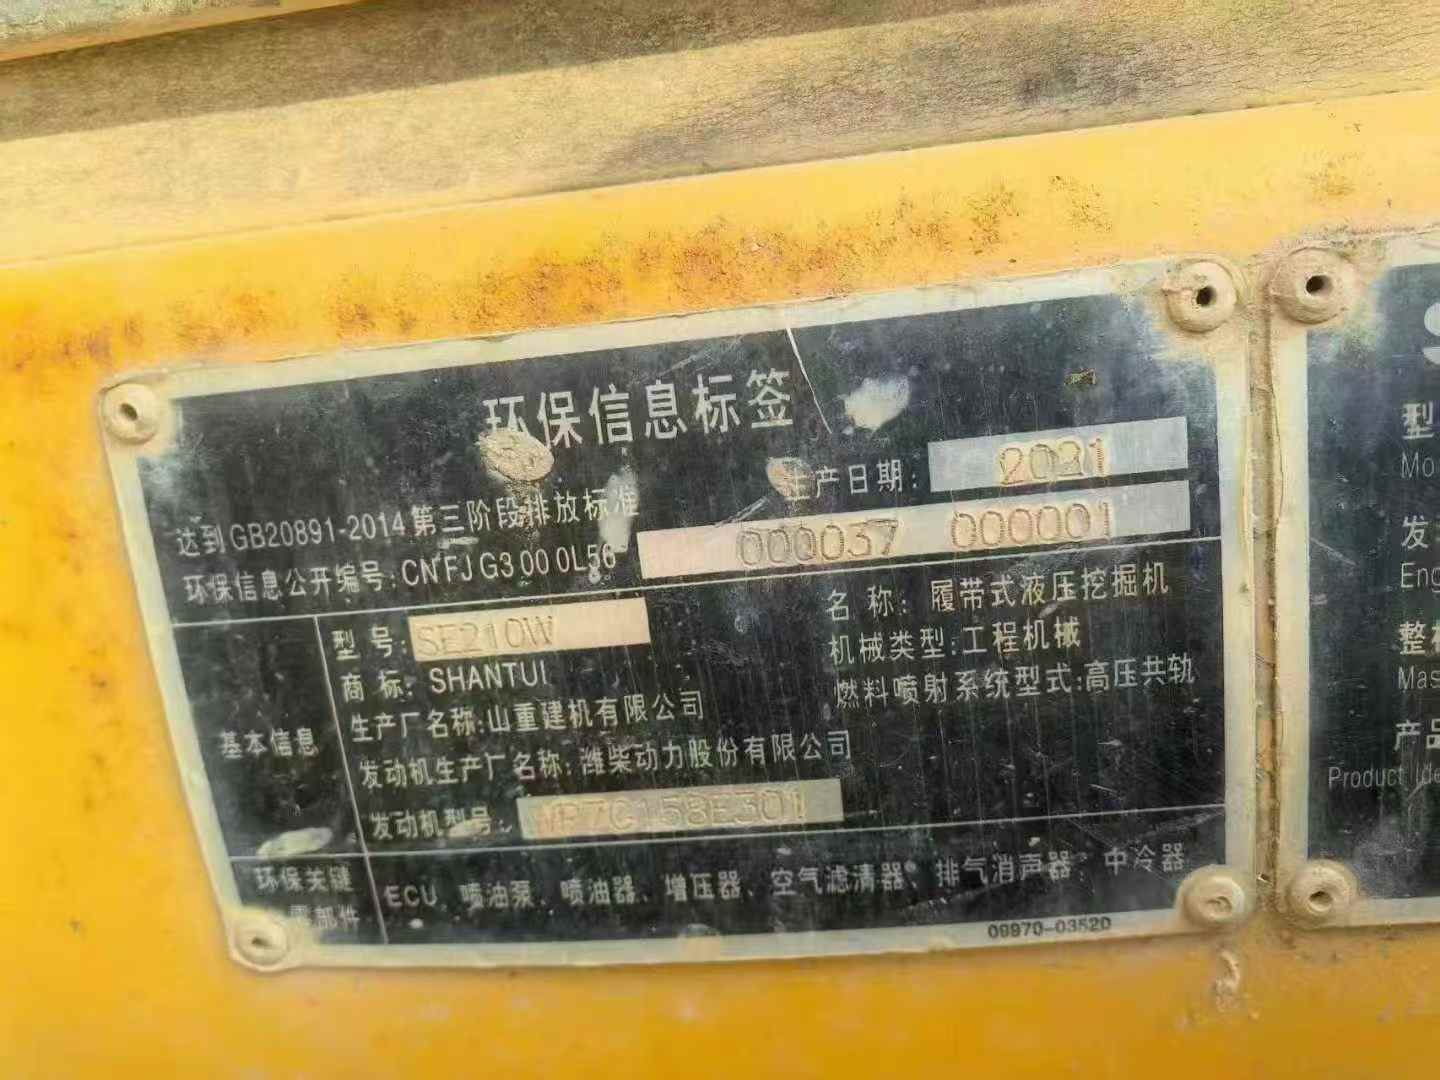 环保信息标签
生产日期: 2021
达到GB20891-2014第三阶段排放标准
环保信息公开编号: CN FJ G3 00 0L56 000037 000001
基本信息
型号: SE210W
名称: 履带式液压挖掘机
商标: SHANTUI
机械类型: 工程机械
生产厂名称: 山重建机有限公司
燃料喷射系统型式: 高压共轨
发动机生产厂名称: 潍柴动力股份有限公司
发动机型号: WP7G158E301
环保关键
零部件
ECU、喷油泵、喷油器、增压器、空气滤清器、排气消声器、中冷器
09970-03520
型
Mo
发
Eng
整
Mas
产品
Product Ide